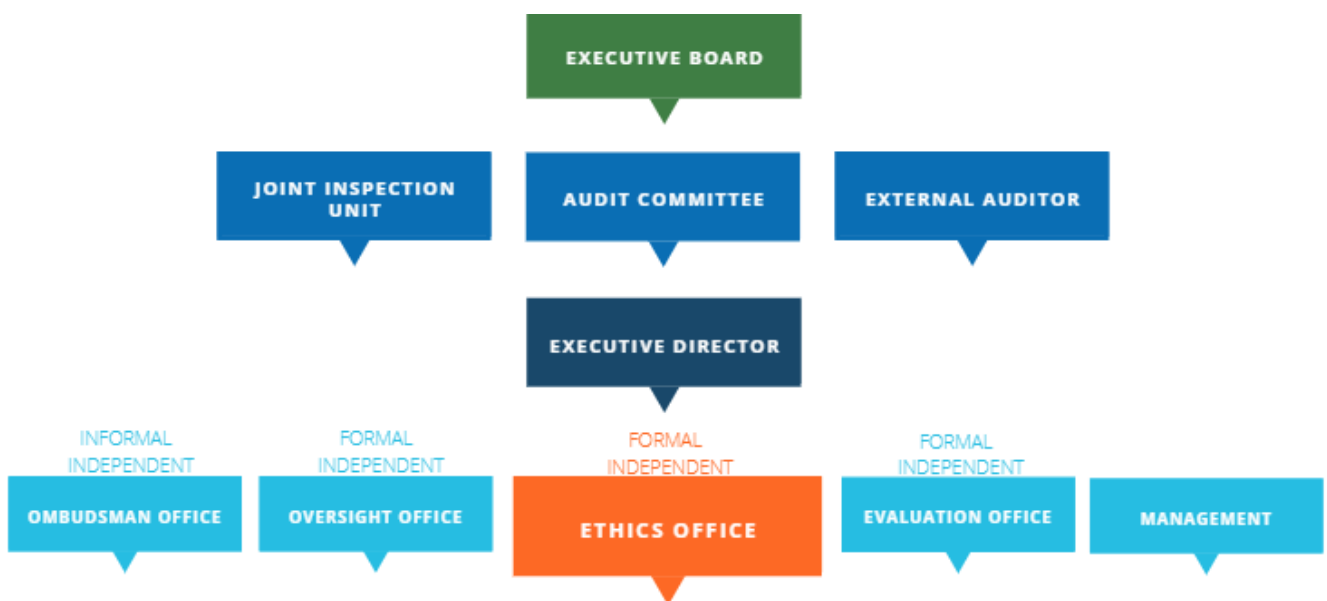 EXECUTIVE BOARD
JOINT INSPECTION
UNIT
AUDIT COMMITTEE
EXTERNAL AUDITOR
EXECUTIVE DIRECTOR
INFORMAL
INDEPENDENT
OMBUDSMAN OFFICE
FORMAL
INDEPENDENT
OVERSIGHT OFFICE
FORMAL
INDEPENDENT
ETHICS OFFICE
FORMAL
INDEPENDENT
EVALUATION OFFICE
MANAGEMENT